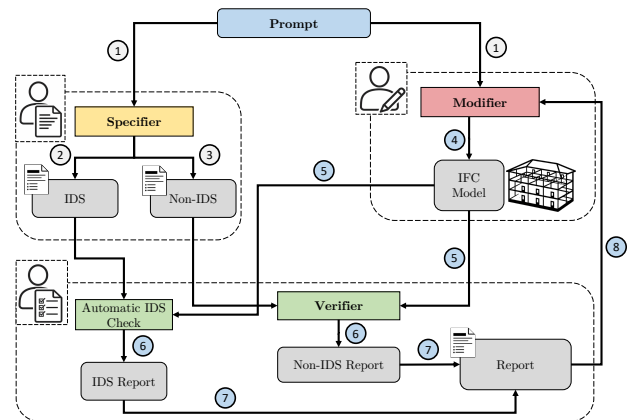 Prompt
1
1
Specifier
Modifier
2
3
4
IDS
Non-IDS
5
IFC
Model
5
8
Automatic IDS
Check
Verifier
6
6
7
IDS Report
Non-IDS Report
Report
7